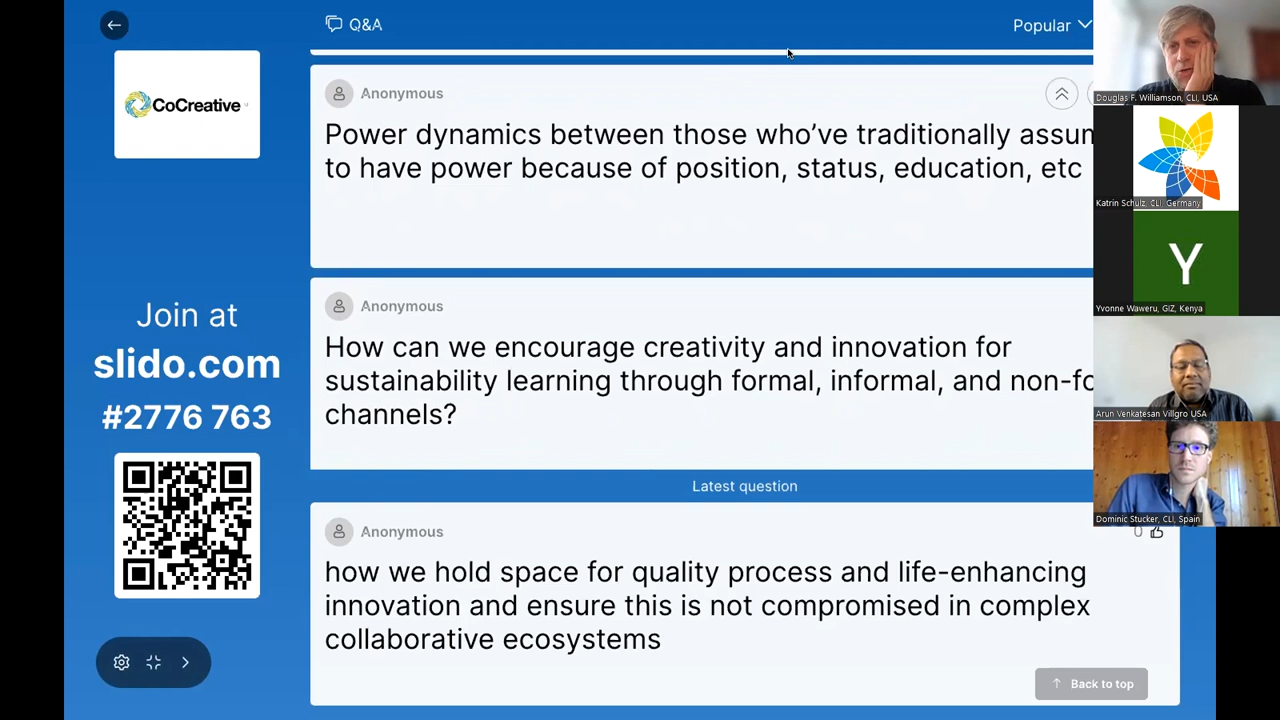 Q&A
Popular
CoCreative
Anonymous
Power dynamics between those who’ve traditionally assum
to have power because of position, status, education, etc
Anonymous
How can we encourage creativity and innovation for
sustainability learning through formal, informal, and non-fo
channels?
Join at
slido.com
#2776 763
Latest question
Anonymous
0
how we hold space for quality process and life-enhancing
innovation and ensure this is not compromised in complex
collaborative ecosystems
Back to top
Douglas F. Williamson, CLI, USA
Katrin Schulz, CLI, Germany
Y
Yvonne Waweru, GIZ, Kenya
Arun Venkatesan Villgro USA
Dominic Stucker, CLI, Spain